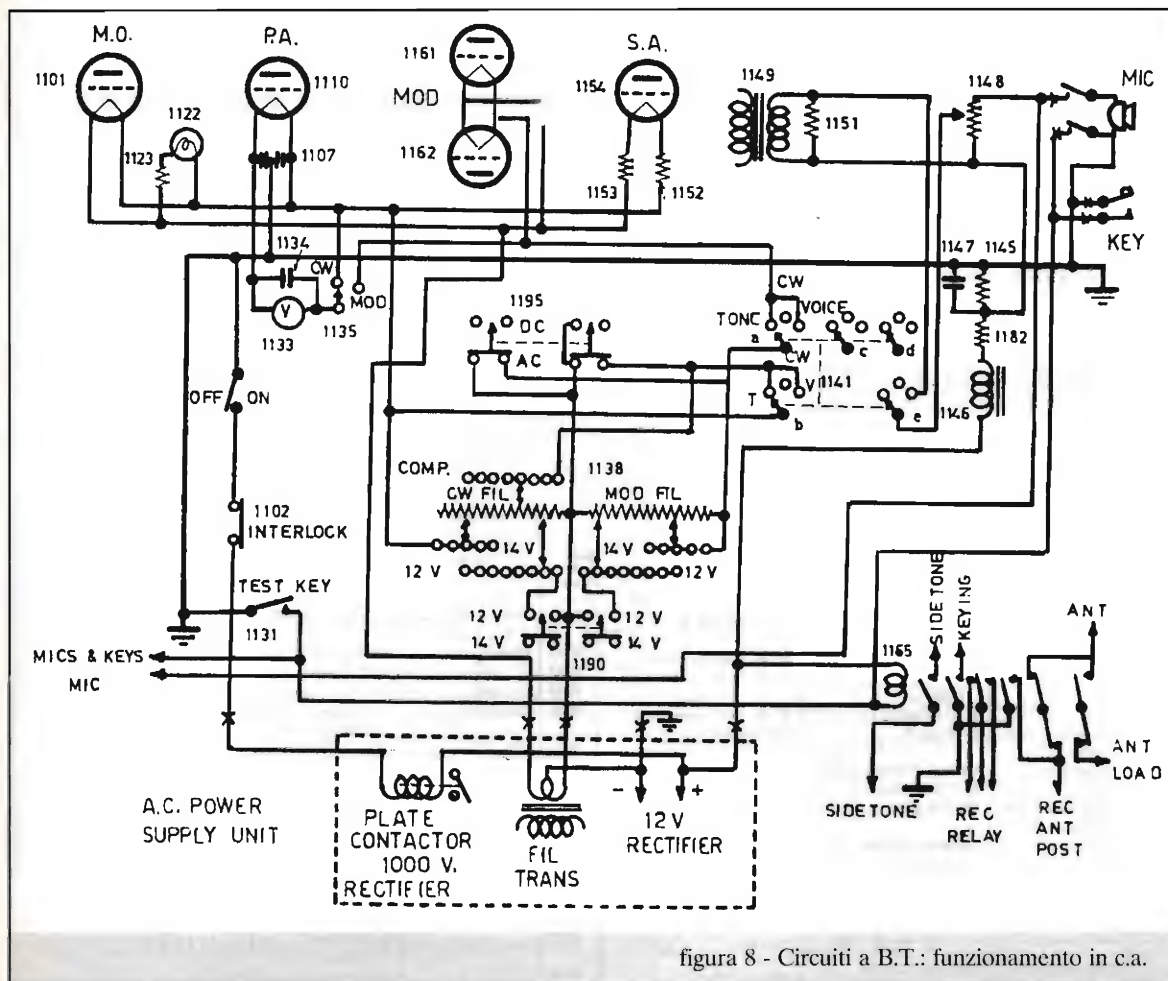 M.O.
P.A.
S.A.
MIC
1101
1122
1123
1110
1107
1161
MOD
1162
1154
1153
1152
1149
1151
1148
KEY
1134
CW
MOD
1133
V
1135
1195
DC
AC
CW
TONE
VOICE
a
c
d
CW
T
V
1141
b
e
1147
1145
1182
1146
OFF
ON
1102
INTERLOCK
TEST KEY
1131
COMP.
CW FIL
1138
MOD FIL
14 V
14 V
12 V
12 V
12 V
12 V
14 V
14 V
1190
MICS & KEYS
MIC
1165
SIDETONE
KEYING
ANT
ANT
LOAD
SIDETONE
REC
RELAY
REC
ANT
POST
A.C. POWER
SUPPLY UNIT
PLATE
CONTACTOR
1000 V.
RECTIFIER
FIL
TRANS
-
+
12 V
RECTIFIER
figura 8 - Circuiti a B.T.: funzionamento in c.a.